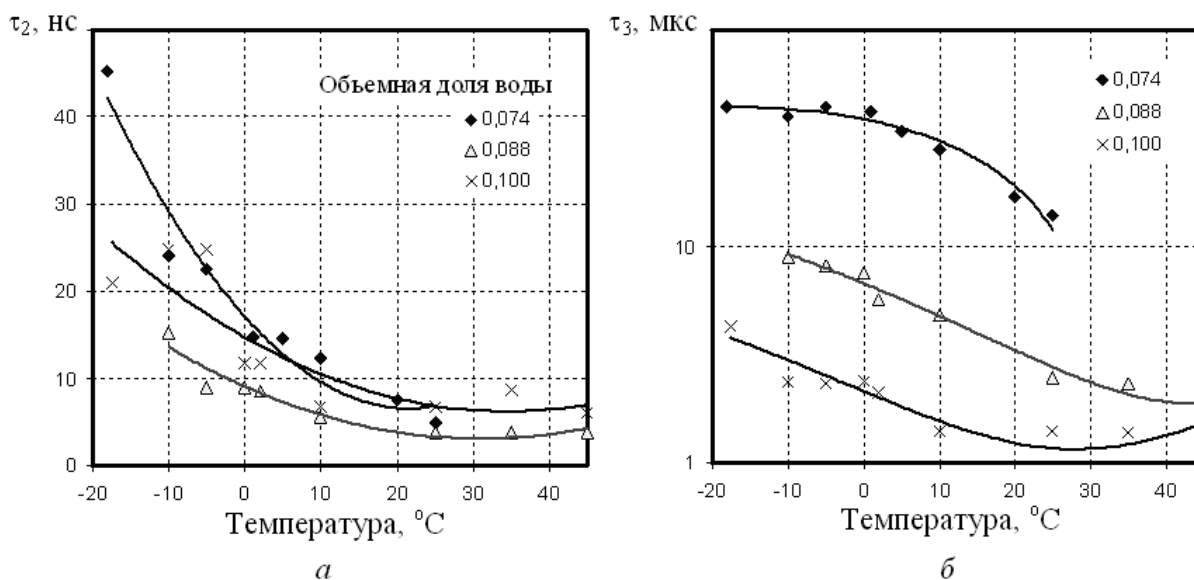 τ₂, нс
40
30
20
10
0
-20 -10 0 10 20 30 40
Температура, °C
Объемная доля воды
0,074
0,088
0,100
а
τ₃, мкс
10
1
-20 -10 0 10 20 30 40
Температура, °C
0,074
0,088
0,100
б